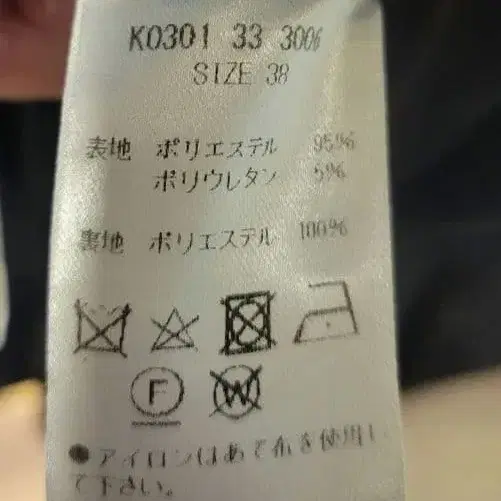 K0301 33 3006
SIZE 38
表地 ポリエステル 95%
ポリウレタン 5%
裏地 ポリエステル 100%
F W
●アイロンはあて布を使用し
て下さい。